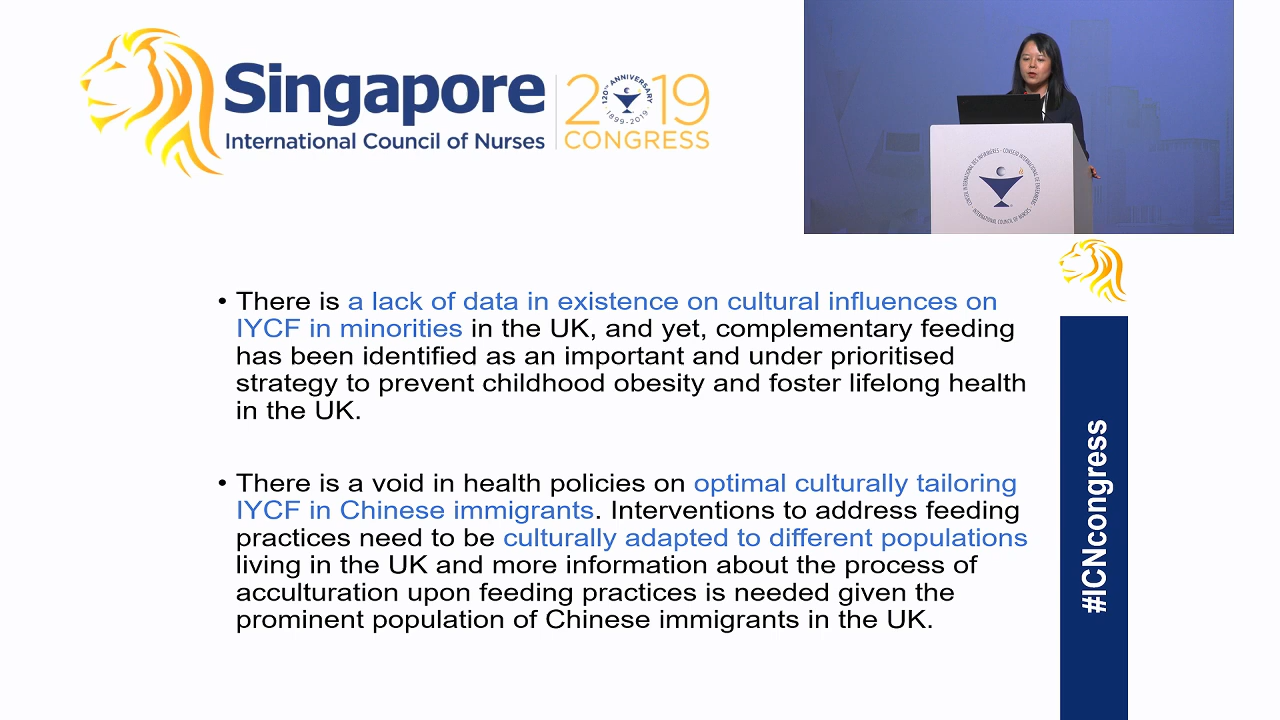 Singapore
International Council of Nurses
2019
CONGRESS
120TH ANNIVERSARY
·1899-2019·
INTERNATIONAL COUNCIL OF NURSES
• There is a lack of data in existence on cultural influences on
IYCF in minorities in the UK, and yet, complementary feeding
has been identified as an important and under prioritised
strategy to prevent childhood obesity and foster lifelong health
in the UK.
• There is a void in health policies on optimal culturally tailoring
IYCF in Chinese immigrants. Interventions to address feeding
practices need to be culturally adapted to different populations
living in the UK and more information about the process of
acculturation upon feeding practices is needed given the
prominent population of Chinese immigrants in the UK.
#ICNcongress